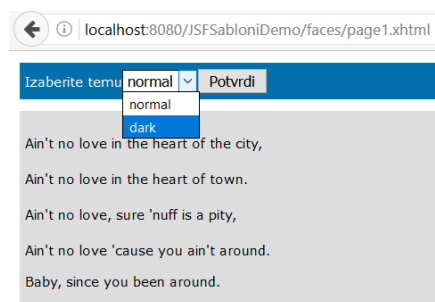 localhost:8080/JSFSabloniDemo/faces/page1.xhtml
Izaberite temu normal Potvrdi
normal
dark
Ain't no love in the heart of the city,
Ain't no love in the heart of town.
Ain't no love, sure 'nuff is a pity,
Ain't no love 'cause you ain't around.
Baby, since you been around.